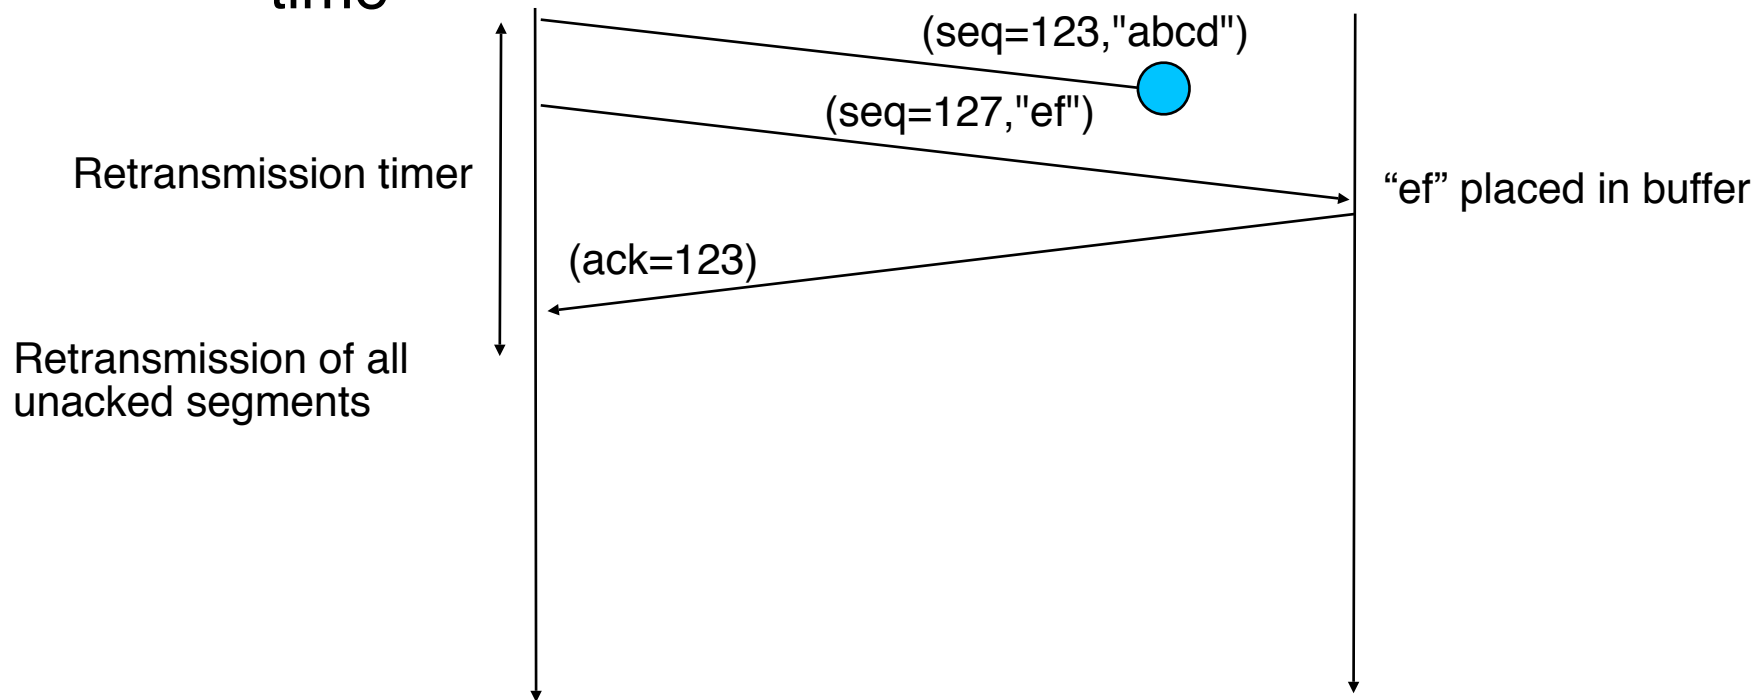 time
(seq=123,"abcd")
(seq=127,"ef")
Retransmission timer
“ef” placed in buffer
(ack=123)
Retransmission of all
unacked segments